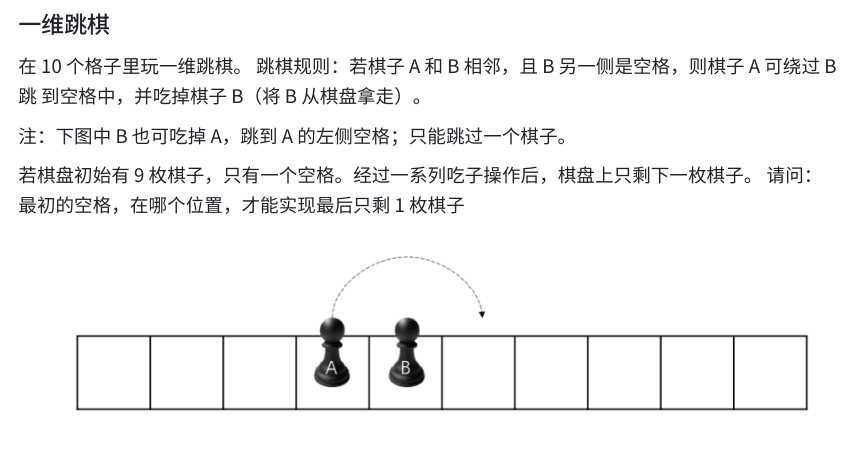 一维跳棋
在 10 个格子里玩一维跳棋。 跳棋规则：若棋子 A 和 B 相邻，且 B 另一侧是空格，则棋子 A 可绕过 B
跳 到空格中，并吃掉棋子 B（将 B 从棋盘拿走）。
注：下图中 B 也可吃掉 A，跳到 A 的左侧空格；只能跳过一个棋子。
若棋盘初始有 9 枚棋子，只有一个空格。经过一系列吃子操作后，棋盘上只剩下一枚棋子。 请问：
最初的空格，在哪个位置，才能实现最后只剩 1 枚棋子
A B